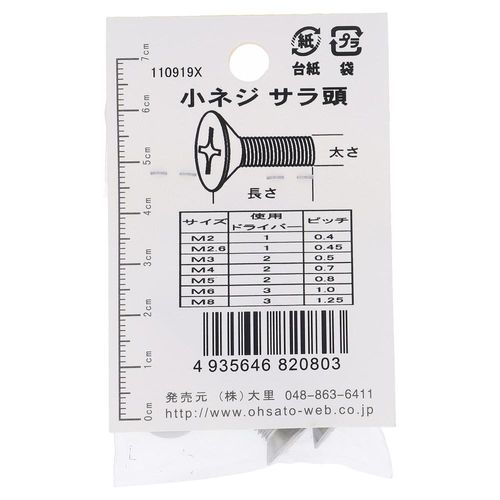 紙 プラ
台紙 袋
110919X
小ネジ サラ頭
太さ
長さ
サイズ 使用ドライバー ピッチ
M2 1 0.4
M2.6 1 0.45
M3 2 0.5
M4 2 0.7
M5 2 0.8
M6 3 1.0
M8 3 1.25
4 935646 820803
発売元 (株)大里 048-863-6411
http://www.ohsato-web.co.jp
7cm
6cm
5cm
4cm
3cm
2cm
1cm
0cm